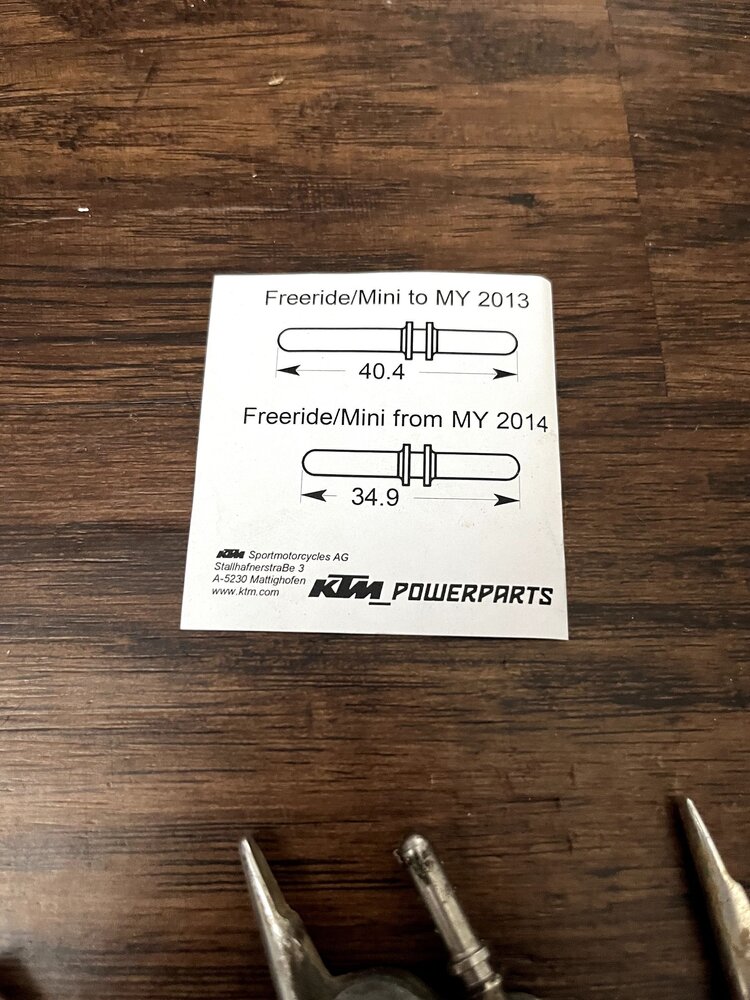 Freeride/Mini to MY 2013
40.4
Freeride/Mini from MY 2014
34.9
KTM Sportmotorcycles AG
StallhafnerstraBe 3
A-5230 Mattighofen
www.ktm.com
KTM_POWERPARTS